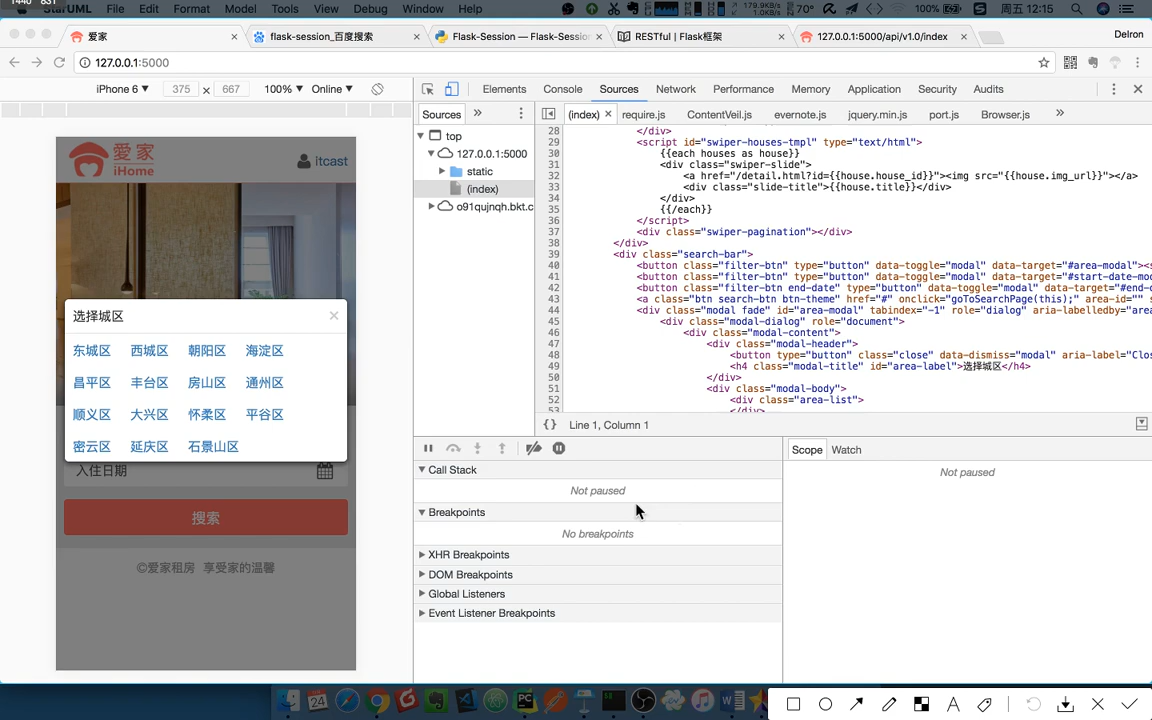 StarUML File Edit Format Model Tools View Debug Window Help 179.9KB/s 1.0KB/s 70° 100% 周五 12:15
爱家 flask-session_百度搜索 Flask-Session — Flask-Session RESTful | Flask框架 127.0.0.1:5000/api/v1.0/index Delron
127.0.0.1:5000
iPhone 6 ▼ 375 × 667 100% ▼ Online ▼
Elements Console Sources Network Performance Memory Application Security Audits
Sources » (index) × require.js ContentVeil.js evernote.js jquery.min.js port.js Browser.js »
top
127.0.0.1:5000
static
(index)
o91qujnqh.bkt.c
愛家
iHome
itcast
选择城区 ×
东城区 西城区 朝阳区 海淀区
昌平区 丰台区 房山区 通州区
顺义区 大兴区 怀柔区 平谷区
密云区 延庆区 石景山区
入住日期
搜索
©爱家租房 享受家的温馨
28 </div>
29 <script id="swiper-houses-tmpl" type="text/html">
30 {{each houses as house}}
31 <div class="swiper-slide">
32 <a href="/detail.html?id={{house.house_id}}"><img src="{{house.img_url}}"></a>
33 <div class="slide-title">{{house.title}}</div>
34 </div>
35 {{/each}}
36 </script>
37 <div class="swiper-pagination"></div>
38 </div>
39 <div class="search-bar">
40 <button class="filter-btn" type="button" data-toggle="modal" data-target="#area-modal"><s
41 <button class="filter-btn" type="button" data-toggle="modal" data-target="#start-date-mod
42 <button class="filter-btn end-date" type="button" data-toggle="modal" data-target="#end-d
43 <a class="btn search-btn btn-theme" href="#" onclick="goToSearchPage(this);" area-id="" s
44 <div class="modal fade" id="area-modal" tabindex="-1" role="dialog" aria-labelledby="area
45 <div class="modal-dialog" role="document">
46 <div class="modal-content">
47 <div class="modal-header">
48 <button type="button" class="close" data-dismiss="modal" aria-label="Clos
49 <h4 class="modal-title" id="area-label">选择城区</h4>
50 </div>
51 <div class="modal-body">
52 <div class="area-list">
53 </div>
{} Line 1, Column 1
Call Stack
Not paused
Breakpoints
No breakpoints
XHR Breakpoints
DOM Breakpoints
Global Listeners
Event Listener Breakpoints
Scope Watch
Not paused